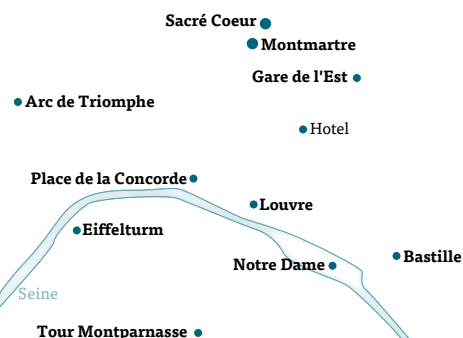 Sacré Coeur
Montmartre
Gare de l'Est
Arc de Triomphe
Hotel
Place de la Concorde
Louvre
Eiffelturm
Bastille
Notre Dame
Seine
Tour Montparnasse